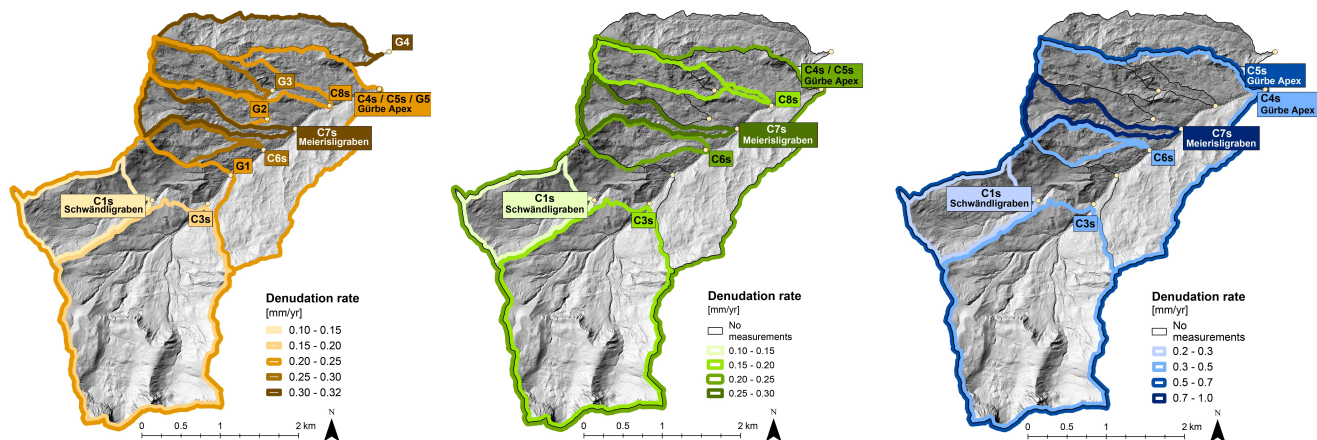 G4
G3
C8s
C4s / C5s / G5
Gürbe Apex
G2
C7s
Meierisligraben
C6s
G1
C1s
Schwändligraben
C3s
Denudation rate
[mm/yr]
0.10 - 0.15
0.15 - 0.20
0.20 - 0.25
0.25 - 0.30
0.30 - 0.32
0 0.5 1 2 km
N
C4s / C5s
Gürbe Apex
C8s
C7s
Meierisligraben
C6s
C1s
Schwändligraben
C3s
Denudation rate
[mm/yr]
No
measurements
0.10 - 0.15
0.15 - 0.20
0.20 - 0.25
0.25 - 0.30
0 0.5 1 2 km
N
C5s
Gürbe Apex
C4s
Gürbe Apex
C7s
Meierisligraben
C6s
C1s
Schwändligraben
C3s
Denudation rate
[mm/yr]
No
measurements
0.2 - 0.3
0.3 - 0.5
0.5 - 0.7
0.7 - 1.0
0 0.5 1 2 km
N